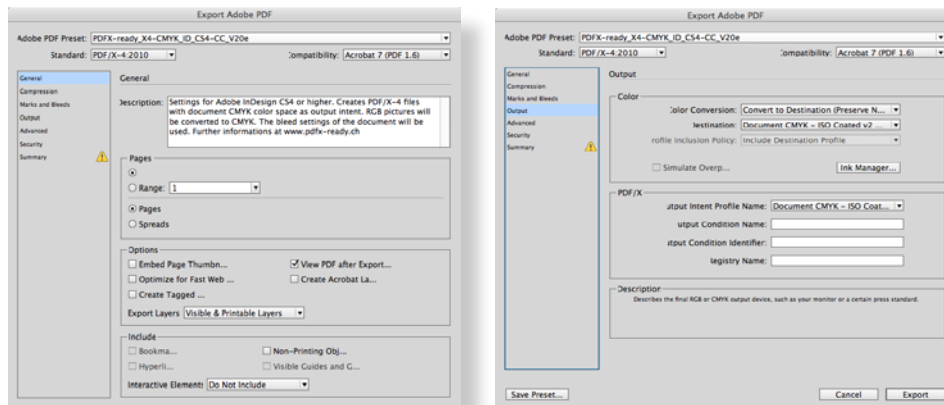 Export Adobe PDF
Adobe PDF Preset: PDFX-ready_X4-CMYK_ID_CS4-CC_V20e
Standard: PDF/X-4:2010
Compatibility: Acrobat 7 (PDF 1.6)
General
Compression
Marks and Bleeds
Output
Advanced
Security
Summary
General
Description: Settings for Adobe InDesign CS4 or higher. Creates PDF/X-4 files
with document CMYK color space as output intent. RGB pictures will
be converted to CMYK. The bleed settings of the document will be
used. Further informations at www.pdfx-ready.ch
Pages
Range: 1
Pages
Spreads
Options
Embed Page Thumbn...
View PDF after Export...
Optimize for Fast Web ...
Create Acrobat La...
Create Tagged ...
Export Layers Visible & Printable Layers
Include
Bookma...
Non-Printing Obj...
Hyperli...
Visible Guides and G...
Interactive Elements Do Not Include
Export Adobe PDF
Adobe PDF Preset: PDFX-ready_X4-CMYK_ID_CS4-CC_V20e
Standard: PDF/X-4:2010
Compatibility: Acrobat 7 (PDF 1.6)
General
Compression
Marks and Bleeds
Output
Advanced
Security
Summary
Output
Color
Color Conversion: Convert to Destination (Preserve N...
Destination: Document CMYK - ISO Coated v2 ...
rofile Inclusion Policy: Include Destination Profile
Simulate Overp...
Ink Manager...
PDF/X
utput Intent Profile Name: Document CMYK - ISO Coat...
utput Condition Name:
utput Condition Identifier:
Registry Name:
Description
Describes the final RGB or CMYK output device, such as your monitor or a certain press standard.
Save Preset...
Cancel
Export